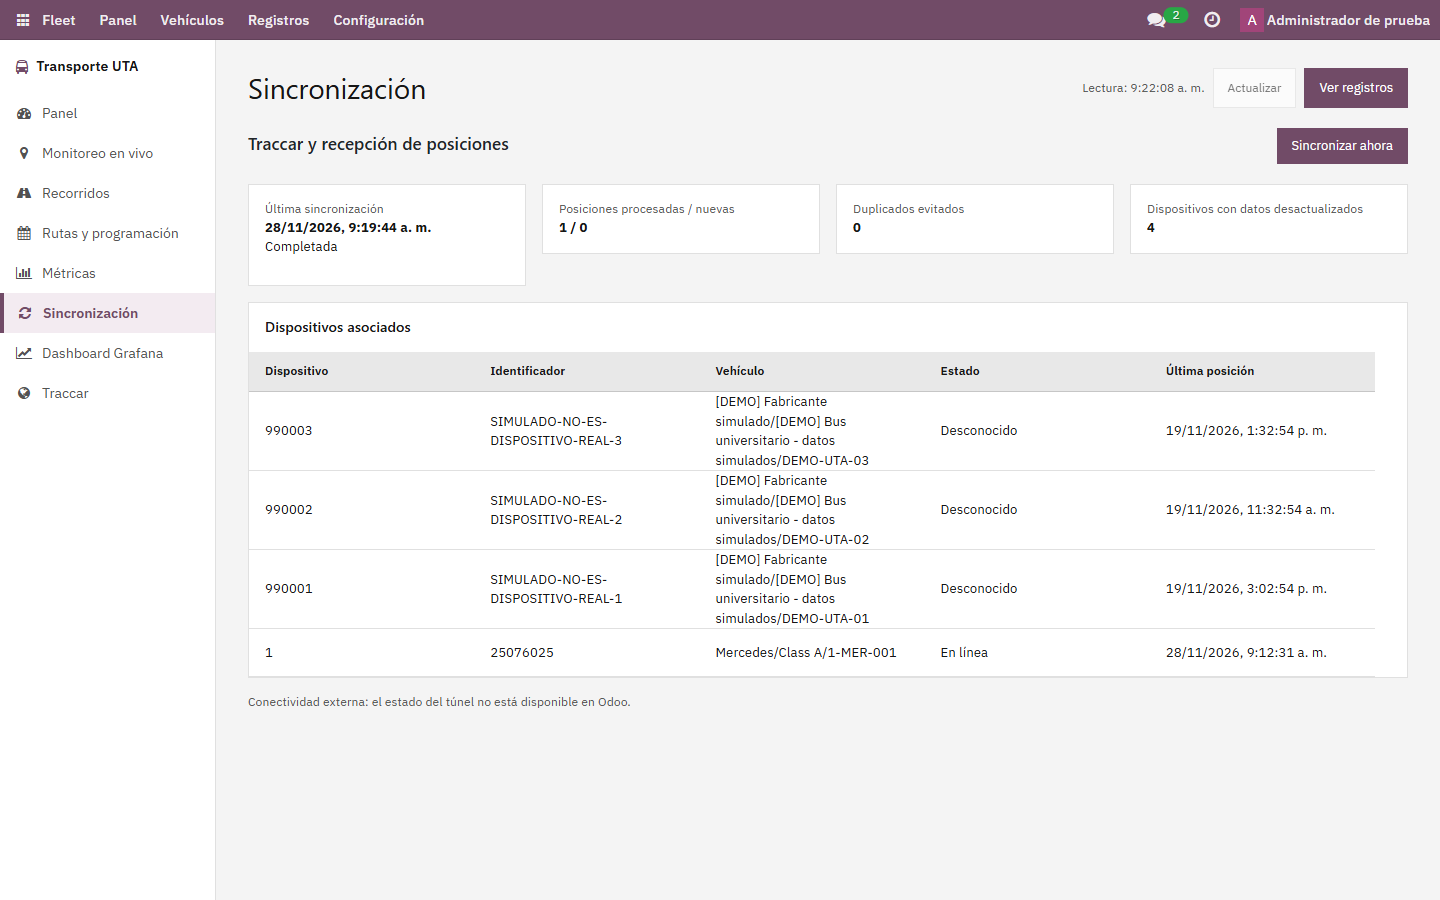 Fleet Panel Vehículos Registros Configuración 2 A Administrador de prueba
Transporte UTA
Panel
Monitoreo en vivo
Recorridos
Rutas y programación
Métricas
Sincronización
Dashboard Grafana
Traccar
Sincronización
Lectura: 9:22:08 a. m. Actualizar Ver registros
Traccar y recepción de posiciones
Sincronizar ahora
Última sincronización
28/11/2026, 9:19:44 a. m.
Completada
Posiciones procesadas / nuevas
1 / 0
Duplicados evitados
0
Dispositivos con datos desactualizados
4
Dispositivos asociados
Dispositivo Identificador Vehículo Estado Última posición
990003
SIMULADO-NO-ES-
DISPOSITIVO-REAL-3
[DEMO] Fabricante
simulado/[DEMO] Bus
universitario - datos
simulados/DEMO-UTA-03
Desconocido
19/11/2026, 1:32:54 p. m.
990002
SIMULADO-NO-ES-
DISPOSITIVO-REAL-2
[DEMO] Fabricante
simulado/[DEMO] Bus
universitario - datos
simulados/DEMO-UTA-02
Desconocido
19/11/2026, 11:32:54 a. m.
990001
SIMULADO-NO-ES-
DISPOSITIVO-REAL-1
[DEMO] Fabricante
simulado/[DEMO] Bus
universitario - datos
simulados/DEMO-UTA-01
Desconocido
19/11/2026, 3:02:54 p. m.
1 25076025 Mercedes/Class A/1-MER-001 En línea 28/11/2026, 9:12:31 a. m.
Conectividad externa: el estado del túnel no está disponible en Odoo.